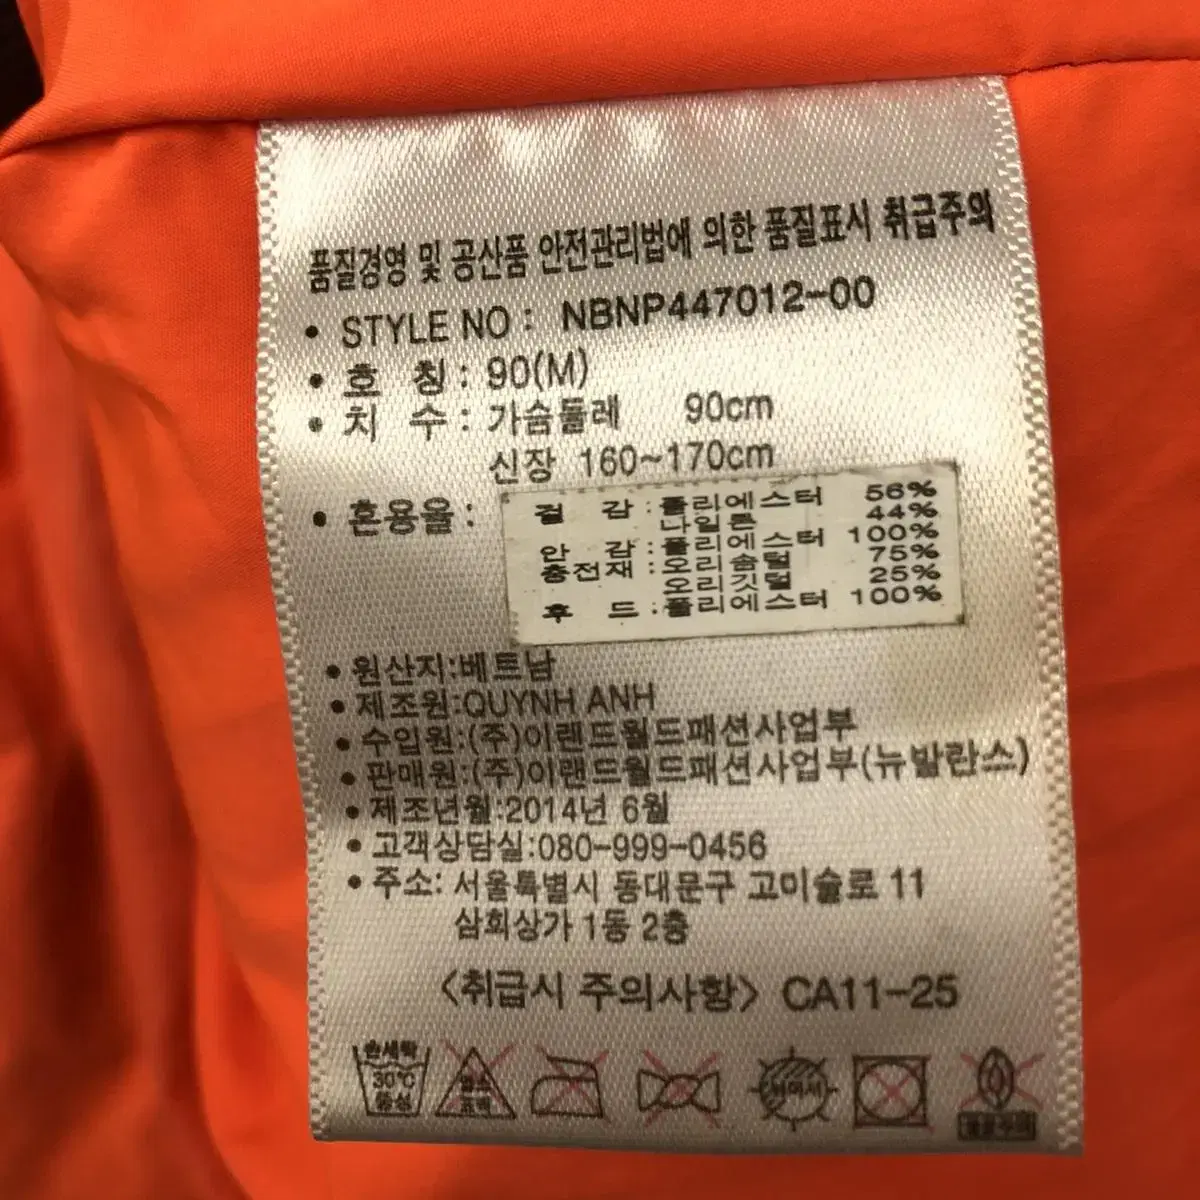 품질경영 및 공산품 안전관리법에 의한 품질표시 취급주의
• STYLE NO : NBNP447012-00
• 호 칭 : 90(M)
• 치 수 : 가슴둘레 90cm
신장 160~170cm
• 혼용율 :
겉 감 : 폴리에스터 56%
나일론 44%
안 감 : 폴리에스터 100%
충전재 : 오리솜털 75%
오리깃털 25%
후 드 : 폴리에스터 100%
• 원산지:베트남
• 제조원:QUYNH ANH
• 수입원:(주)이랜드월드패션사업부
• 판매원:(주)이랜드월드패션사업부(뉴발란스)
• 제조년월:2014년 6월
• 고객상담실:080-999-0456
• 주소: 서울특별시 동대문구 고미술로 11
삼희상가 1동 2층
<취급시 주의사항> CA11-25
손세탁
30℃
중성
염소
표백